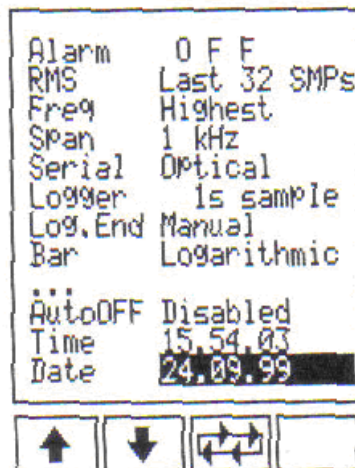 Alarm O F F
RMS Last 32 SMPs
Freq Highest
Span 1 kHz
Serial Optical
Logger 1s sample
Log.End Manual
Bar Logarithmic
...
AutoOFF Disabled
Time 15.54.03
Date 24.09.99